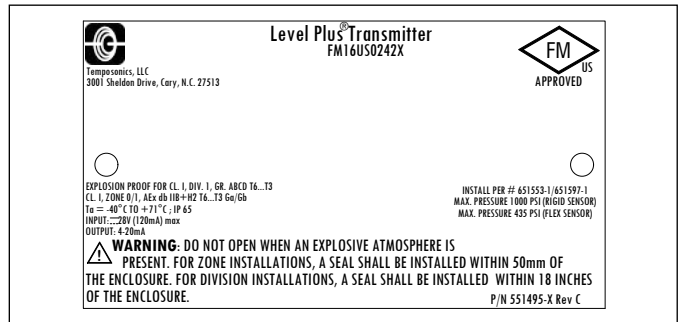 Level Plus® Transmitter
FM16US0242X
FM
US
APPROVED
Temposonics, LLC
3001 Sheldon Drive, Cary, N.C. 27513
EXPLOSION PROOF FOR CL. I, DIV. 1, GR. ABCD T6...T3
CL. I, ZONE 0/1, AEx db IIB+H2 T6...T3 Ga/Gb
Ta = -40°C TO +71°C ; IP 65
INPUT:⎓28V (120mA) max
OUTPUT: 4-20mA
INSTALL PER # 651553-1/651597-1
MAX. PRESSURE 1000 PSI (RIGID SENSOR)
MAX. PRESSURE 435 PSI (FLEX SENSOR)
WARNING: DO NOT OPEN WHEN AN EXPLOSIVE ATMOSPHERE IS
PRESENT. FOR ZONE INSTALLATIONS, A SEAL SHALL BE INSTALLED WITHIN 50mm OF
THE ENCLOSURE. FOR DIVISION INSTALLATIONS, A SEAL SHALL BE INSTALLED WITHIN 18 INCHES
OF THE ENCLOSURE.
P/N 551495-X Rev C